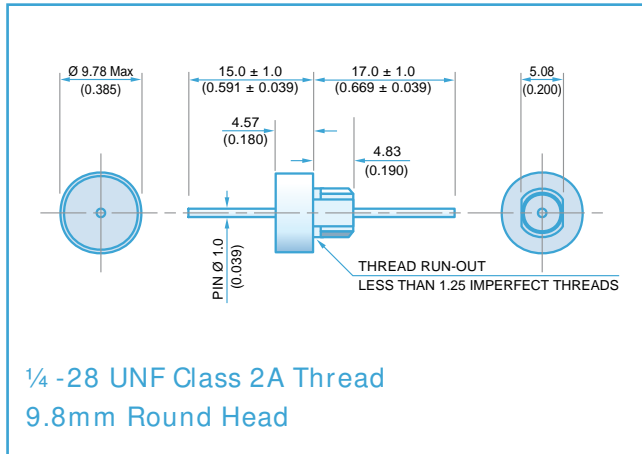 Ø 9.78 Max
(0.385)
15.0 ± 1.0
(0.591 ± 0.039)
17.0 ± 1.0
(0.669 ± 0.039)
5.08
(0.200)
4.57
(0.180)
4.83
(0.190)
PIN Ø 1.0
(0.039)
THREAD RUN-OUT
LESS THAN 1.25 IMPERFECT THREADS
¼ -28 UNF Class 2A Thread
9.8mm Round Head